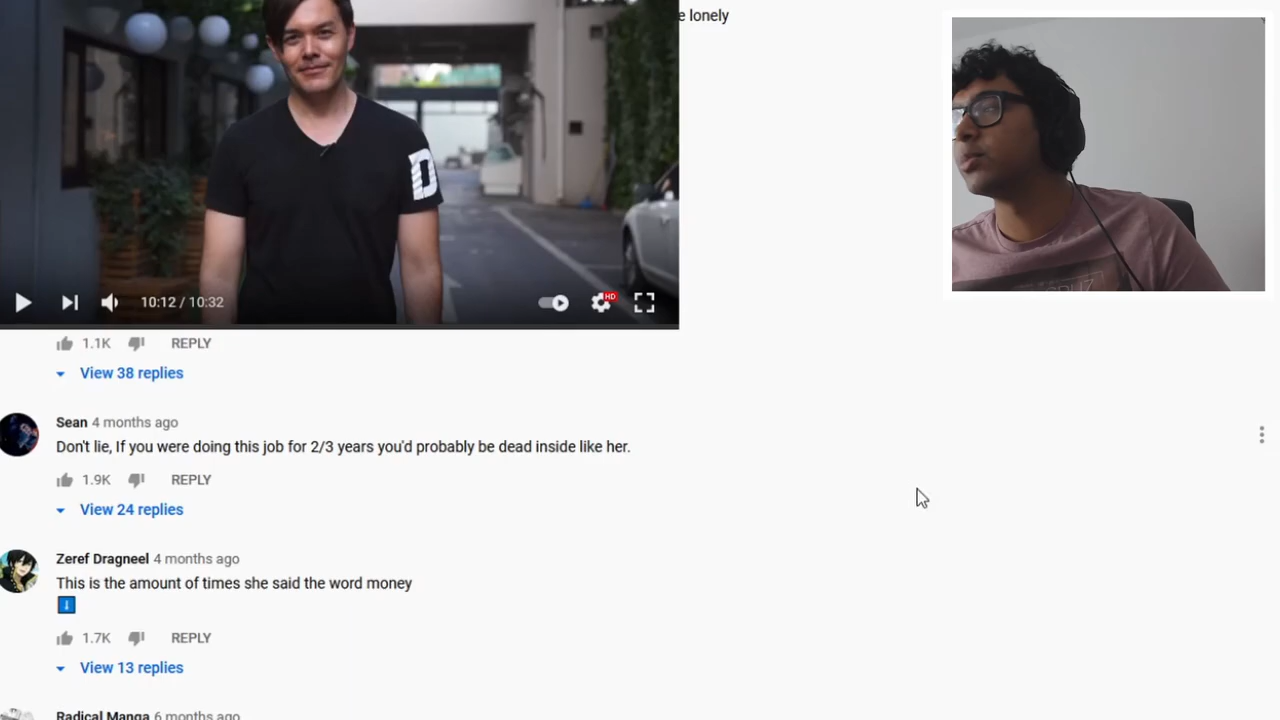 e lonely
D
10:12 / 10:32
HD
1.1K REPLY
View 38 replies
Sean 4 months ago
Don't lie, If you were doing this job for 2/3 years you'd probably be dead inside like her.
1.9K REPLY
View 24 replies
Zeref Dragneel 4 months ago
This is the amount of times she said the word money
1.7K REPLY
View 13 replies
Radical Manga 6 months ago